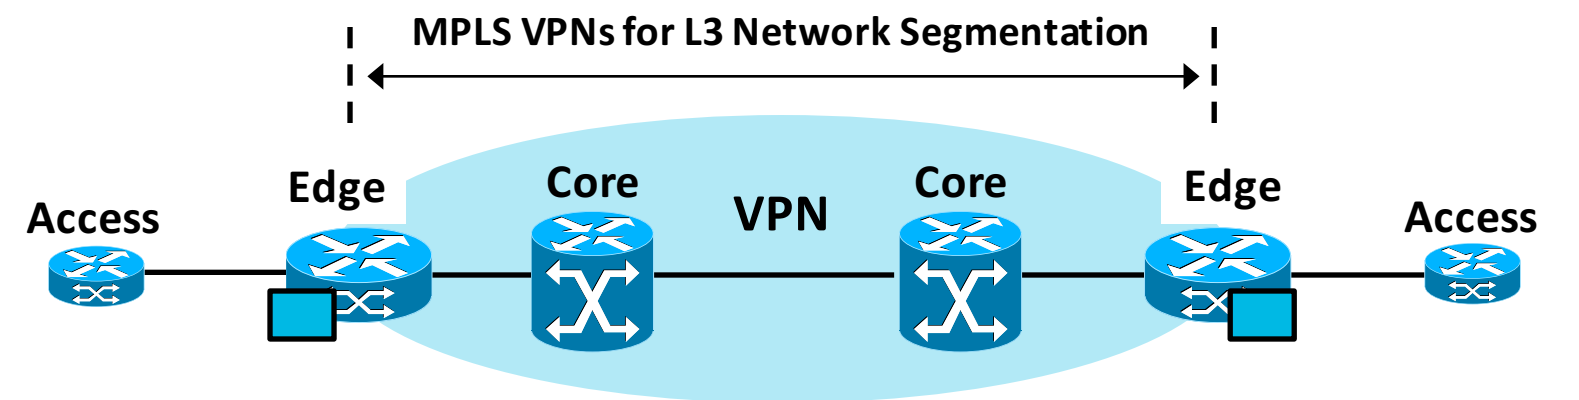 MPLS VPNs for L3 Network Segmentation
Access
Edge
Core
VPN
Core
Edge
Access